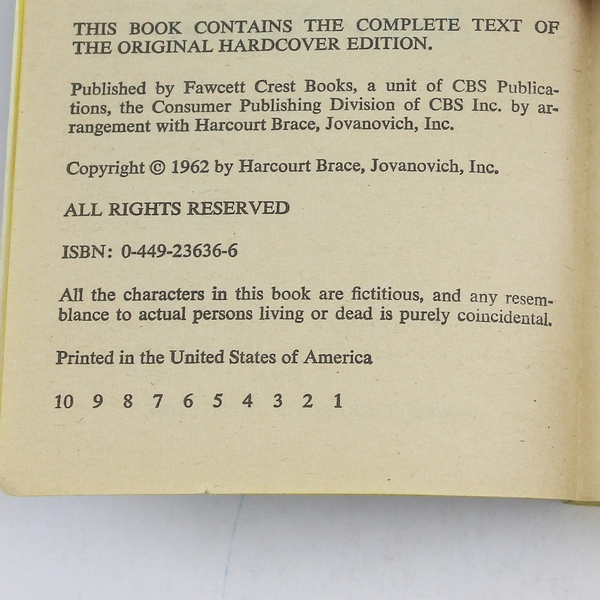 THIS BOOK CONTAINS THE COMPLETE TEXT OF
THE ORIGINAL HARDCOVER EDITION.
Published by Fawcett Crest Books, a unit of CBS Publica-
tions, the Consumer Publishing Division of CBS Inc. by ar-
rangement with Harcourt Brace, Jovanovich, Inc.
Copyright © 1962 by Harcourt Brace, Jovanovich, Inc.
ALL RIGHTS RESERVED
ISBN: 0-449-23636-6
All the characters in this book are fictitious, and any resem-
blance to actual persons living or dead is purely coincidental.
Printed in the United States of America
10 9 8 7 6 5 4 3 2 1